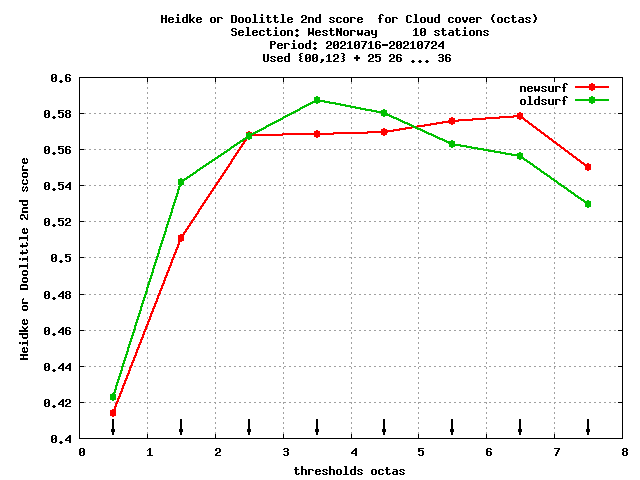 Heidke or Doolittle 2nd score  for Cloud cover (octas)
Selection: WestNorway     10 stations
Period: 20210716-20210724
Used {00,12} + 25 26 ... 36
newsurf
oldsurf
Heidke or Doolittle 2nd score
0.6
0.58
0.56
0.54
0.52
0.5
0.48
0.46
0.44
0.42
0.4
0 1 2 3 4 5 6 7 8
thresholds octas